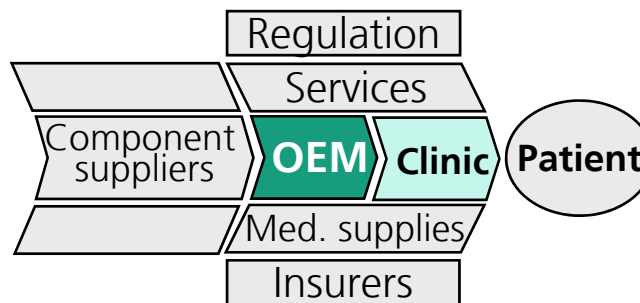 Regulation
Services
Component
suppliers
OEM
Clinic
Patient
Med. supplies
Insurers